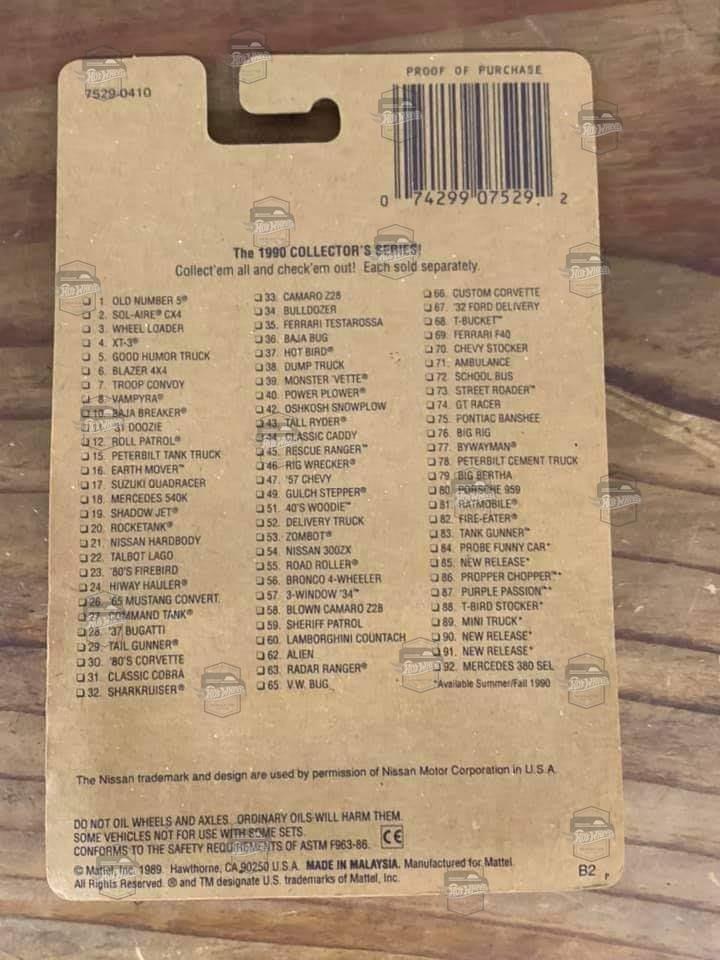 7529-0410
PROOF OF PURCHASE
0 74299 07529 2
The 1990 COLLECTOR'S SERIES!
Collect'em all and check'em out! Each sold separately.
1. OLD NUMBER 5®
2. SOL-AIRE® CX4
3. WHEEL LOADER
4. XT-3®
5. GOOD HUMOR TRUCK
6. BLAZER 4X4
7. TROOP CONVOY
8. VAMPYRA®
10. BAJA BREAKER®
11. '31 DOOZIE
12. ROLL PATROL®
15. PETERBILT TANK TRUCK
16. EARTH MOVER™
17. SUZUKI QUADRACER
18. MERCEDES 540K
19. SHADOW JET®
20. ROCKETANK®
21. NISSAN HARDBODY
22. TALBOT LAGO
23. '80'S FIREBIRD
24. HIWAY HAULER®
26. '65 MUSTANG CONVERT.
27. COMMAND TANK®
28. '37 BUGATTI
29. TAIL GUNNER®
30. '80'S CORVETTE
31. CLASSIC COBRA
32. SHARKRUISER®
33. CAMARO Z28
34. BULLDOZER
35. FERRARI TESTAROSSA
36. BAJA BUG
37. HOT BIRD®
38. DUMP TRUCK
39. MONSTER 'VETTE®
40. POWER PLOWER®
42. OSHKOSH SNOWPLOW
43. TALL RYDER®
44. CLASSIC CADDY
45. RESCUE RANGER™
46. RIG WRECKER®
47. '57 CHEVY
49. GULCH STEPPER®
51. 40'S WOODIE™
52. DELIVERY TRUCK
53. ZOMBOT®
54. NISSAN 300ZX
55. ROAD ROLLER®
56. BRONCO 4-WHEELER
57. 3-WINDOW '34™
58. BLOWN CAMARO Z28
59. SHERIFF PATROL
60. LAMBORGHINI COUNTACH
62. ALIEN
63. RADAR RANGER®
65. V.W. BUG
66. CUSTOM CORVETTE
67. '32 FORD DELIVERY
68. T-BUCKET™
69. FERRARI F40
70. CHEVY STOCKER
71. AMBULANCE
72. SCHOOL BUS
73. STREET ROADER™
74. GT RACER
75. PONTIAC BANSHEE
76. BIG RIG
77. BYWAYMAN®
78. PETERBILT CEMENT TRUCK
79. BIG BERTHA
80. PORSCHE 959
81. RATMOBILE®
82. FIRE-EATER®
83. TANK GUNNER™
84. PROBE FUNNY CAR*
85. NEW RELEASE*
86. PROPPER CHOPPER™*
87. PURPLE PASSION™*
88. T-BIRD STOCKER*
89. MINI TRUCK*
90. NEW RELEASE*
91. NEW RELEASE*
92. MERCEDES 380 SEL
*Available Summer/Fall 1990
The Nissan trademark and design are used by permission of Nissan Motor Corporation in U.S.A.
DO NOT OIL WHEELS AND AXLES. ORDINARY OILS WILL HARM THEM.
SOME VEHICLES NOT FOR USE WITH SOME SETS.
CONFORMS TO THE SAFETY REQUIREMENTS OF ASTM F963-86. CE
© Mattel, Inc. 1989. Hawthorne, CA 90250 U.S.A. MADE IN MALAYSIA. Manufactured for Mattel.
All Rights Reserved. ® and TM designate U.S. trademarks of Mattel, Inc.
B2 P